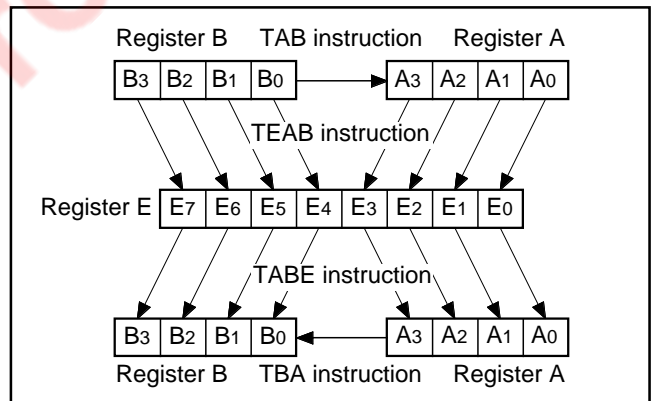 Register B TAB instruction Register A
B3 B2 B1 B0 A3 A2 A1 A0
TEAB instruction
Register E E7 E6 E5 E4 E3 E2 E1 E0
TABE instruction
B3 B2 B1 B0 A3 A2 A1 A0
Register B TBA instruction Register A